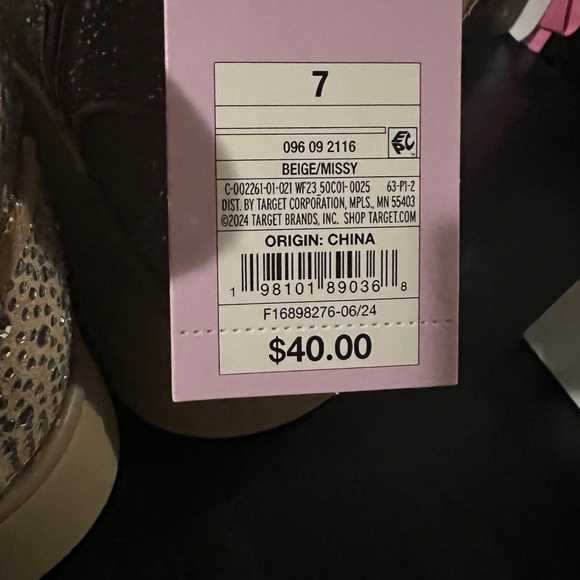 7
096 09 2116
EPC
BEIGE/MISSY
C-002261-01-021 WF23 50C01-0025 63-P1-2
DIST. BY TARGET CORPORATION, MPLS., MN 55403
©2024 TARGET BRANDS, INC. SHOP TARGET.COM
ORIGIN: CHINA
1 98101 89036 8
F16898276-06/24
$40.00